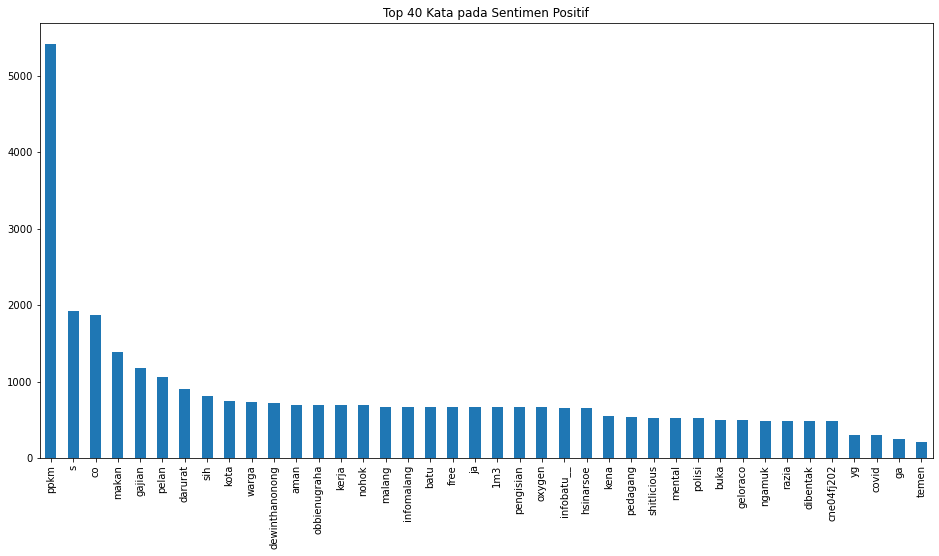 Top 40 Kata pada Sentimen Positif
5000
4000
3000
2000
1000
0
ppkm
s
co
makan
gajian
pelan
darurat
sih
kota
warga
dewinthanonong
aman
obbienugraha
kerja
nohok
malang
infomalang
batu
free
ja
1m3
pengisian
oxygen
infobatu__
hsinarsoe
kena
pedagang
shitlicious
mental
polisi
buka
geloraco
ngamuk
razia
dibentak
cne04fj202
yg
covid
ga
temen